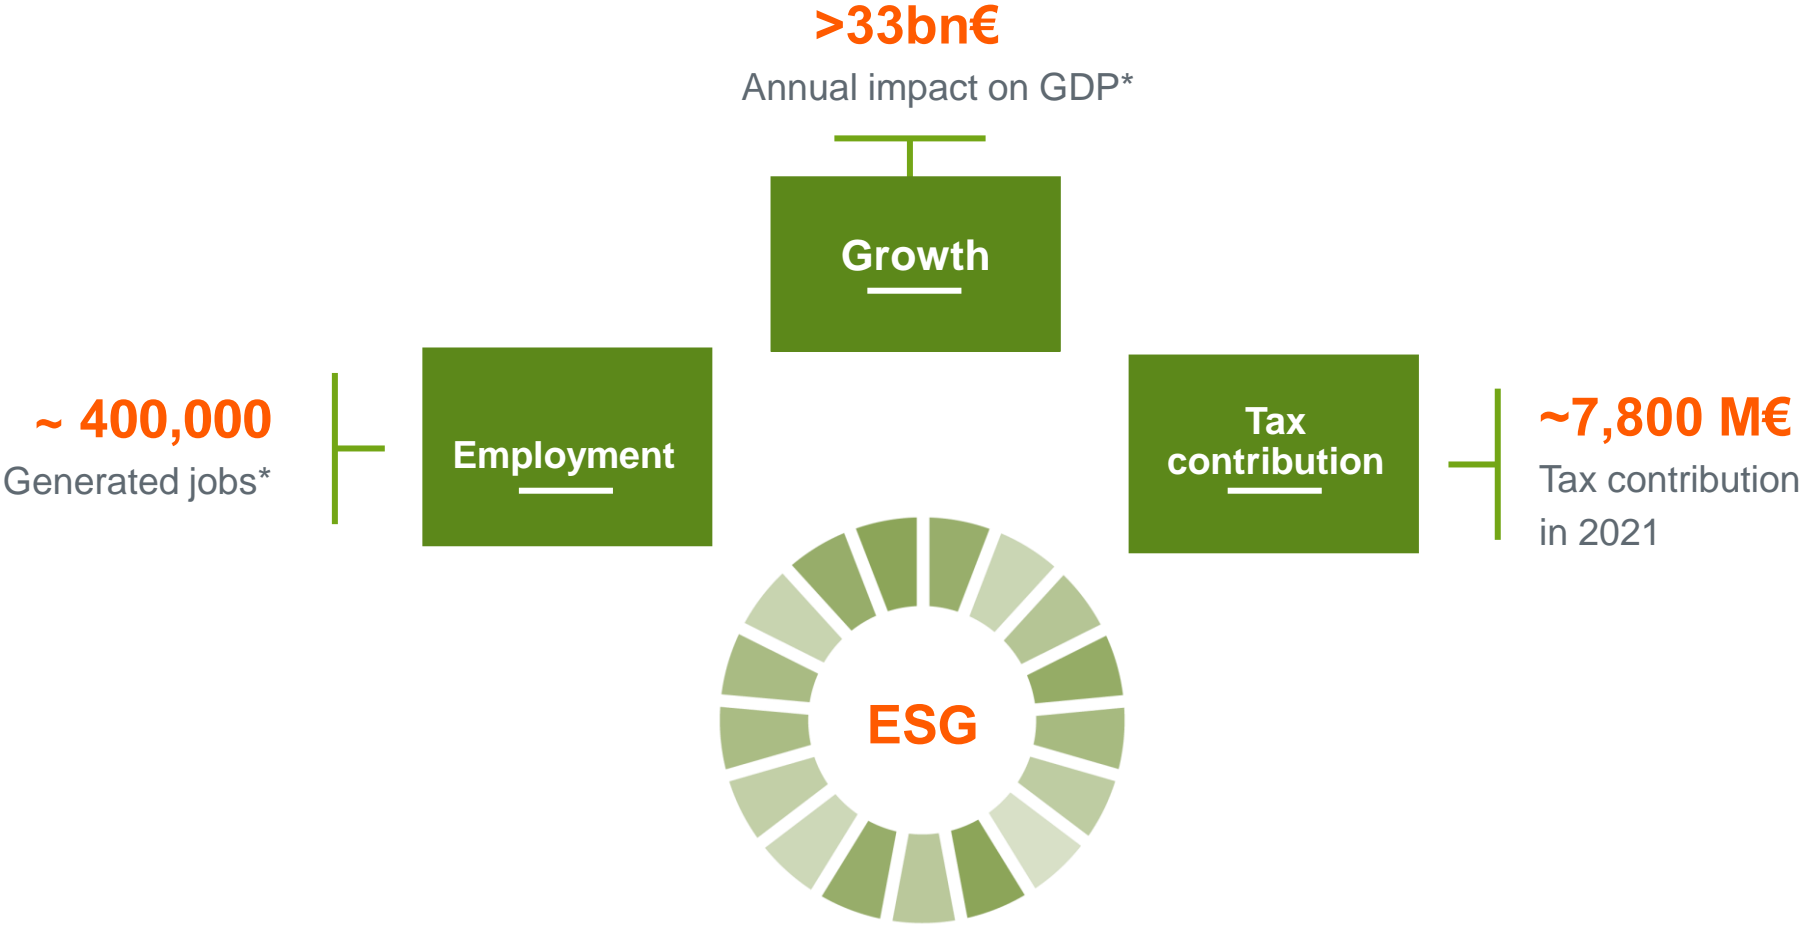 >33bn€
Annual impact on GDP*
Growth
~ 400,000
Generated jobs*
Employment
Tax
contribution
~7,800 M€
Tax contribution
in 2021
ESG